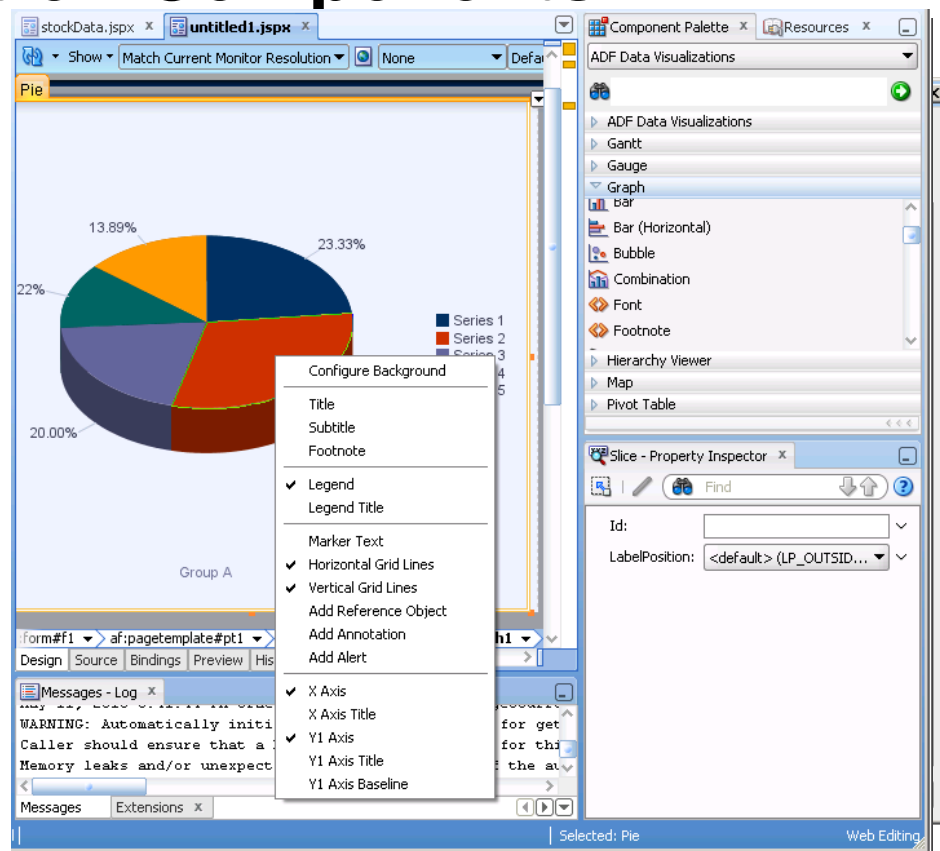 stockData.jspx x untitled1.jspx x
Show Match Current Monitor Resolution None
Pie
13.89%
23.33%
22%
20.00%
Series 1
Series 2
Series 3
4
5
Group A
Configure Background
Title
Subtitle
Footnote
Legend
Legend Title
Marker Text
Horizontal Grid Lines
Vertical Grid Lines
Add Reference Object
Add Annotation
Add Alert
X Axis
X Axis Title
Y1 Axis
Y1 Axis Title
Y1 Axis Baseline
form#f1 af:pagetemplate#pt1
Design Source Bindings Preview His
Messages - Log x
WARNING: Automatically initi for get
Caller should ensure that a for thi
Memory leaks and/or unexpect the au
Messages Extensions x
Component Palette x Resources x
ADF Data Visualizations
ADF Data Visualizations
Gantt
Gauge
Graph
Bar
Bar (Horizontal)
Bubble
Combination
Font
Footnote
Hierarchy Viewer
Map
Pivot Table
Slice - Property Inspector x
Find
Id:
LabelPosition: <default> (LP_OUTSID...
Selected: Pie Web Editing